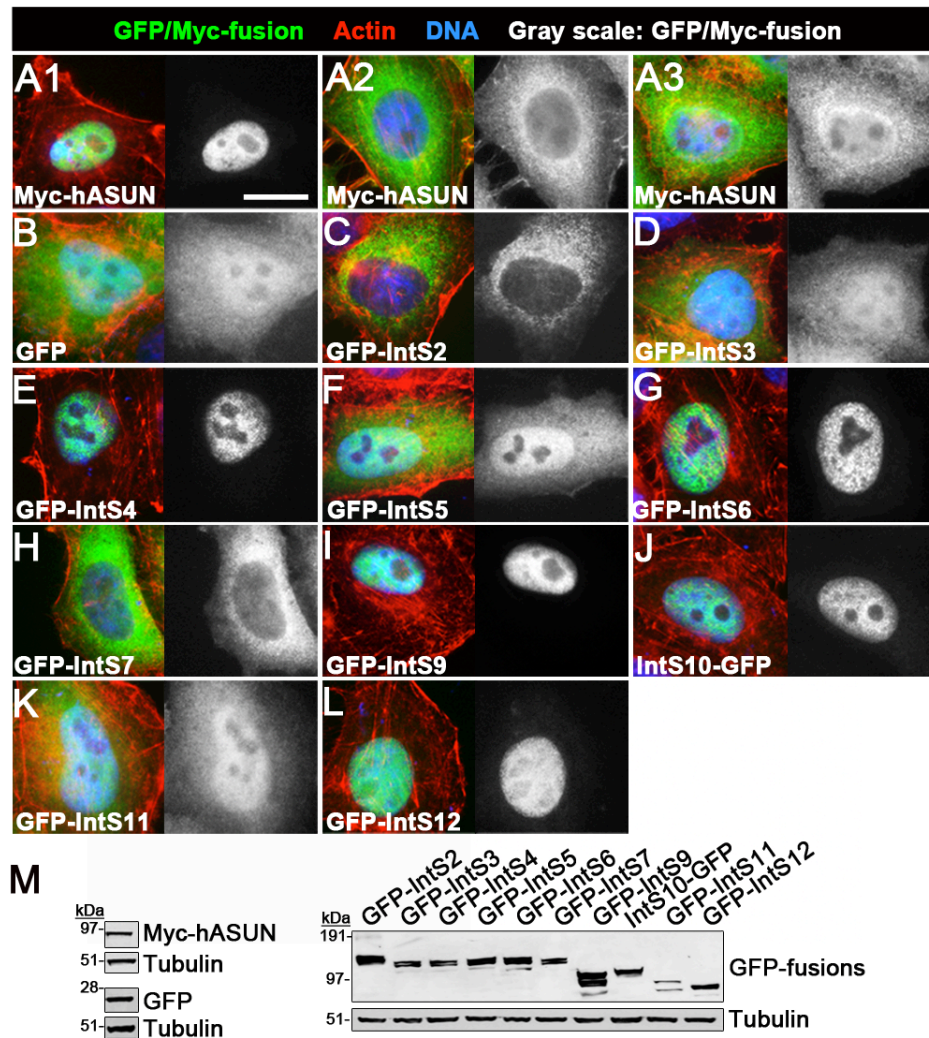 GFP/Myc-fusion Actin DNA Gray scale: GFP/Myc-fusion
A1 A2 A3
Myc-hASUN Myc-hASUN Myc-hASUN
B C D
GFP GFP-IntS2 GFP-IntS3
E F G
GFP-IntS4 GFP-IntS5 GFP-IntS6
H I J
GFP-IntS7 GFP-IntS9 IntS10-GFP
K L
GFP-IntS11 GFP-IntS12
M
GFP-IntS2 GFP-IntS3 GFP-IntS4 GFP-IntS5 GFP-IntS6 GFP-IntS7 GFP-IntS9 IntS10-GFP GFP-IntS11 GFP-IntS12
kDa
97- Myc-hASUN
51- Tubulin
28- GFP
51- Tubulin
kDa
191-
97- GFP-fusions
51- Tubulin